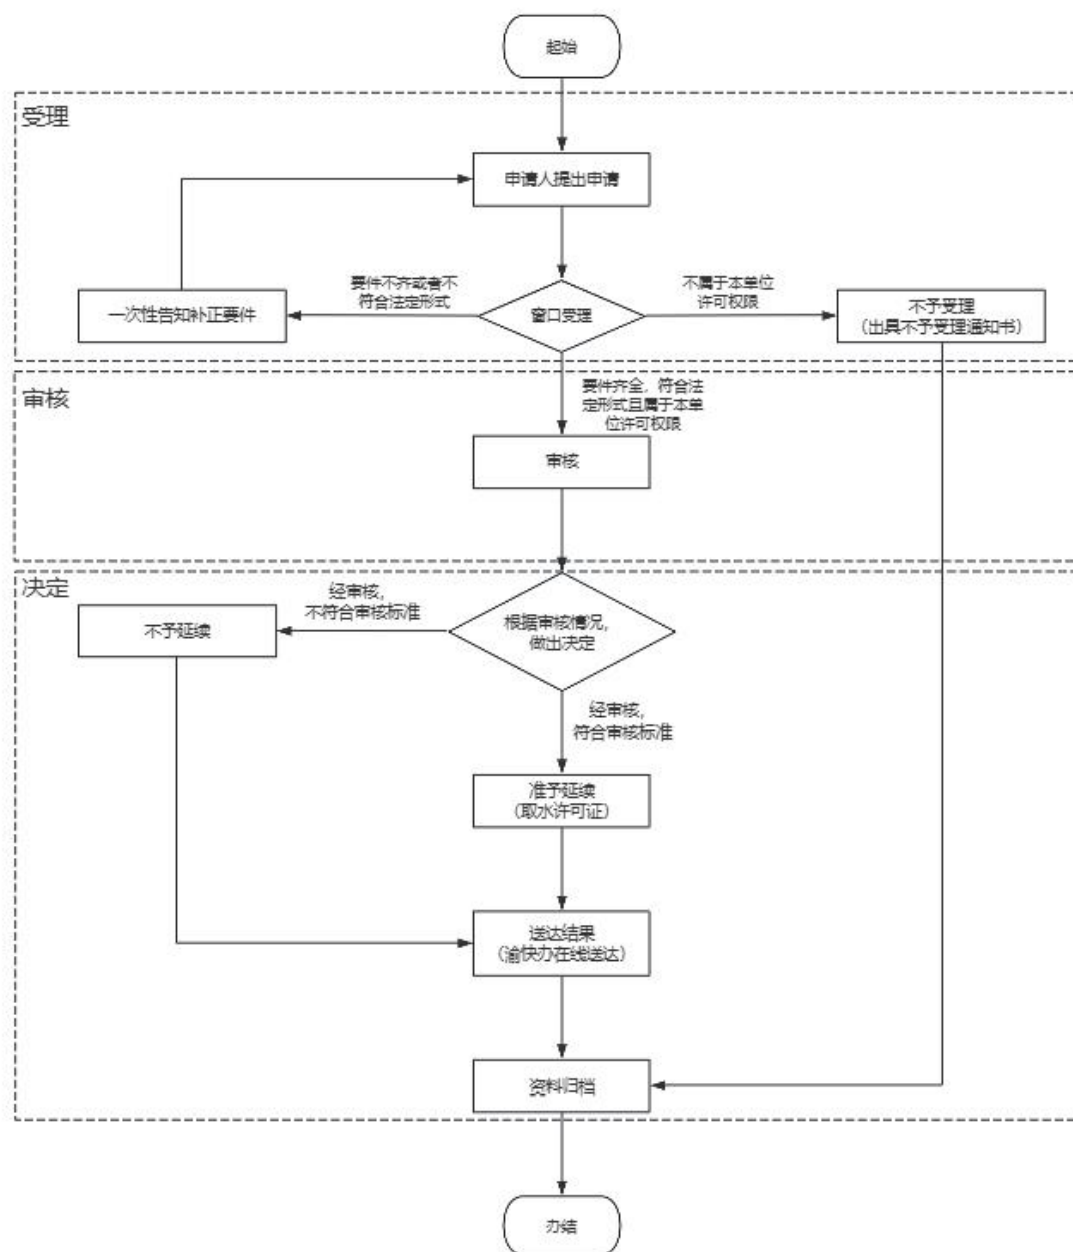 起始
受理
申请人提出申请
要件不齐或者不
符合法定形式
不属于本单位
许可权限
一次性告知补正要件
窗口受理
不予受理
（出具不予受理通知书）
审核
要件齐全，符合法
定形式且属于本单
位许可权限
审核
决定
经审核，
不符合审核标准
不予延续
根据审核情况，
做出决定
经审核，
符合审核标准
准予延续
（取水许可证）
送达结果
（渝快办在线送达）
资料归档
办结